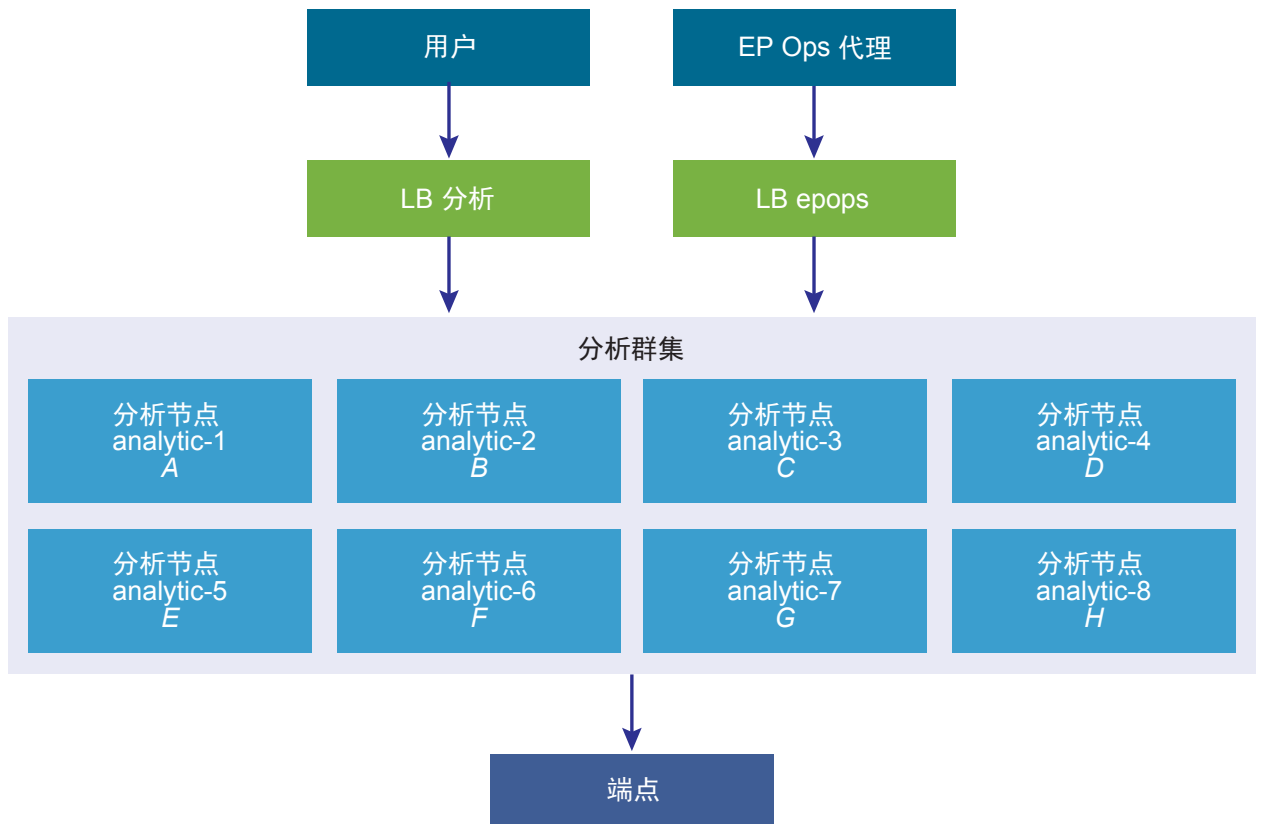 用户
EP Ops 代理
LB 分析
LB epops
分析群集
分析节点
analytic-1
A
分析节点
analytic-2
B
分析节点
analytic-3
C
分析节点
analytic-4
D
分析节点
analytic-5
E
分析节点
analytic-6
F
分析节点
analytic-7
G
分析节点
analytic-8
H
端点